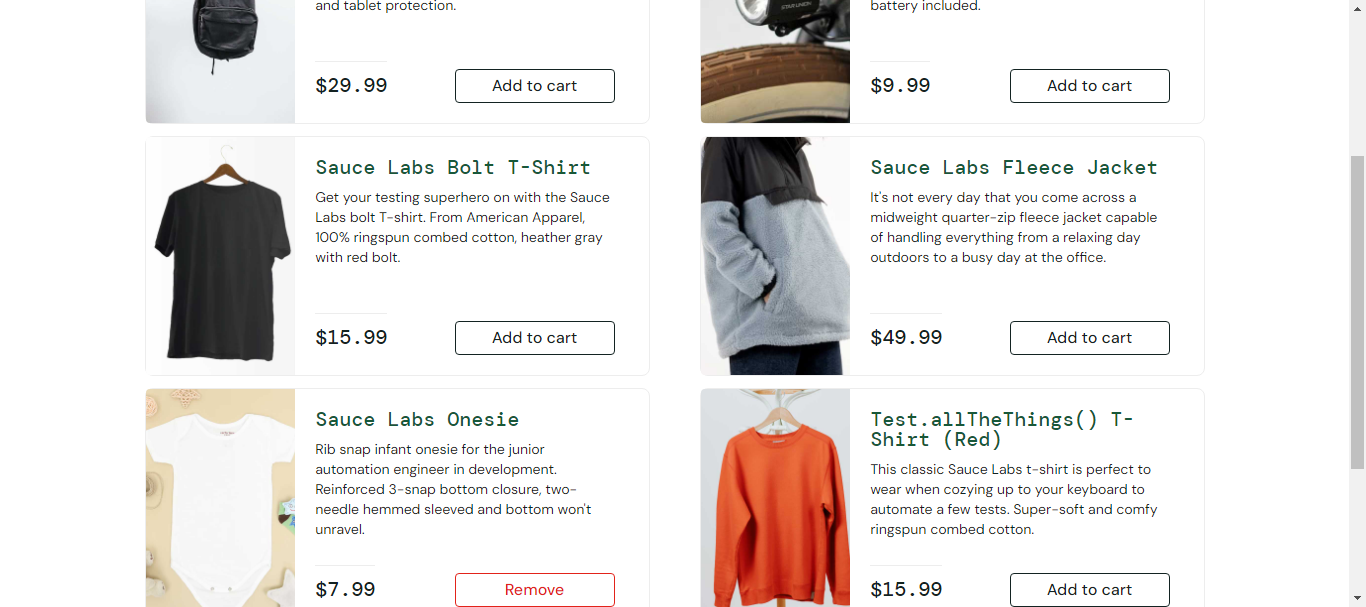 and tablet protection.
$29.99
Add to cart
battery included.
STAR UNION
$9.99
Add to cart
Sauce Labs Bolt T-Shirt
Get your testing superhero on with the Sauce
Labs bolt T-shirt. From American Apparel,
100% ringspun combed cotton, heather gray
with red bolt.
$15.99
Add to cart
Sauce Labs Fleece Jacket
It's not every day that you come across a
midweight quarter-zip fleece jacket capable
of handling everything from a relaxing day
outdoors to a busy day at the office.
$49.99
Add to cart
Sauce Labs Onesie
Rib snap infant onesie for the junior
automation engineer in development.
Reinforced 3-snap bottom closure, two-
needle hemmed sleeved and bottom won't
unravel.
$7.99
Remove
Test.allTheThings() T-
Shirt (Red)
This classic Sauce Labs t-shirt is perfect to
wear when cozying up to your keyboard to
automate a few tests. Super-soft and comfy
ringspun combed cotton.
$15.99
Add to cart